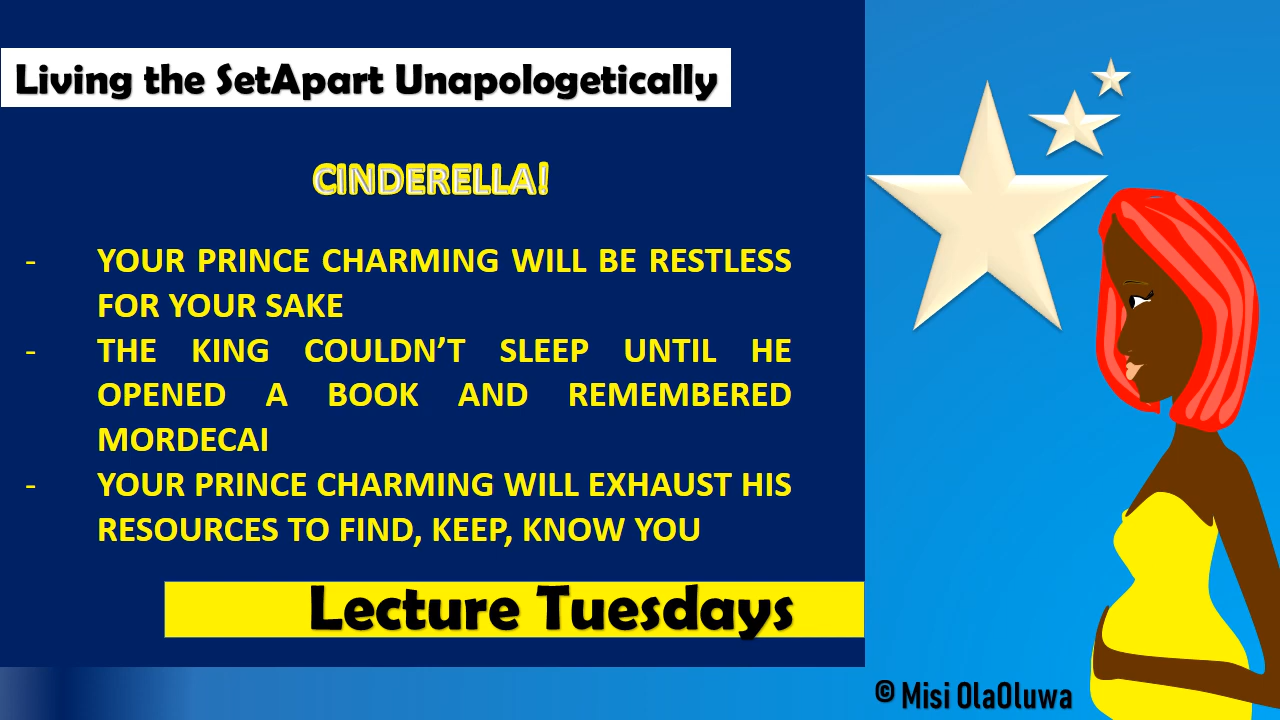 Living the SetApart Unapologetically
CINDERELLA!
- YOUR PRINCE CHARMING WILL BE RESTLESS
FOR YOUR SAKE
- THE KING COULDN'T SLEEP UNTIL HE
OPENED A BOOK AND REMEMBERED
MORDECAI
- YOUR PRINCE CHARMING WILL EXHAUST HIS
RESOURCES TO FIND, KEEP, KNOW YOU
Lecture Tuesdays
© Misi OlaOluwa